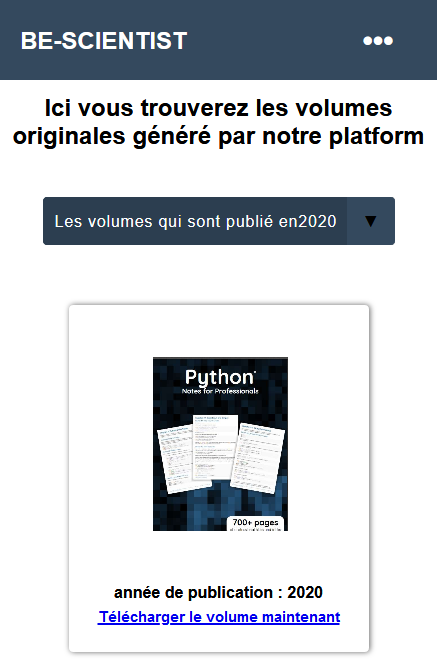 BE-SCIENTIST
Ici vous trouverez les volumes
originales généré par notre platform
Les volumes qui sont publié en2020
Python
Notes for Professionals
700+ pages
année de publication : 2020
Télécharger le volume maintenant